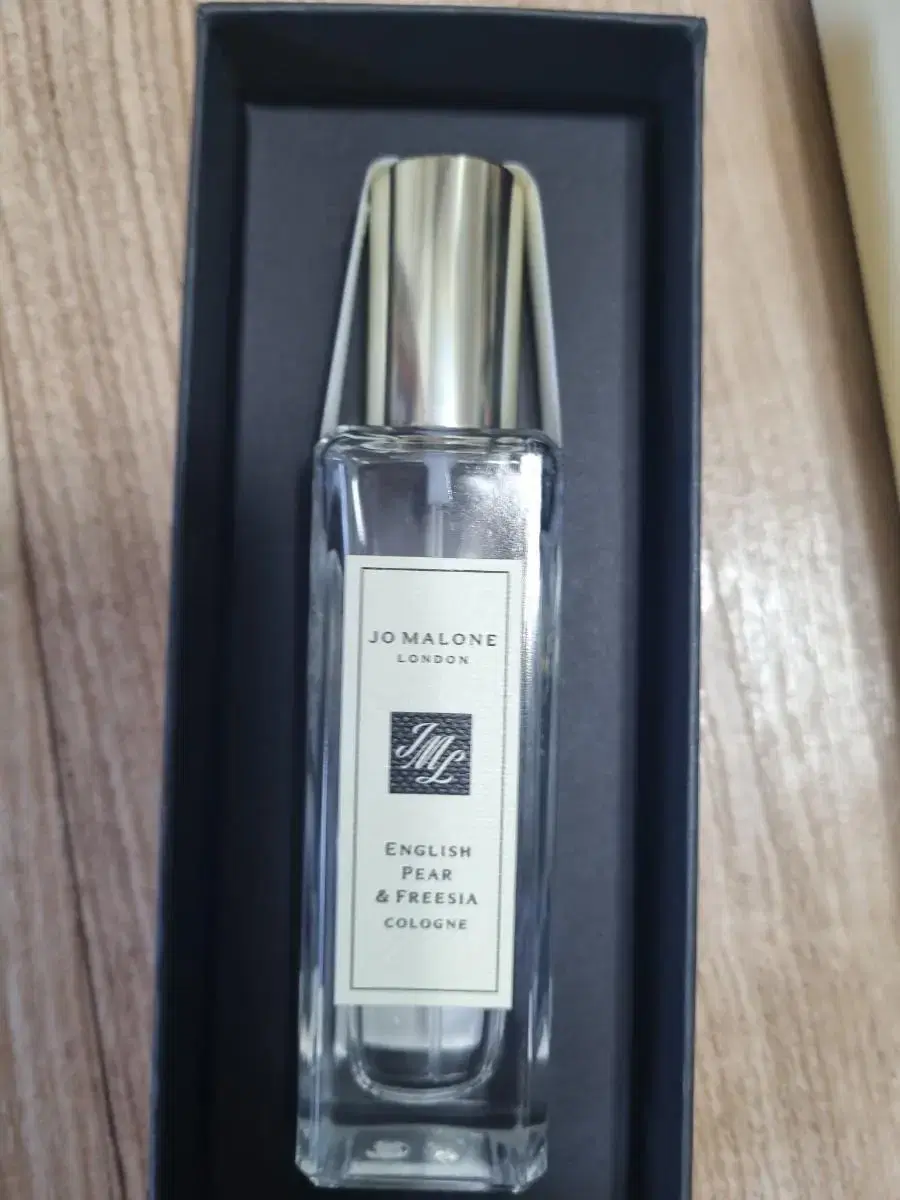 JO MALONE
LONDON
JML
ENGLISH
PEAR
& FREESIA
COLOGNE